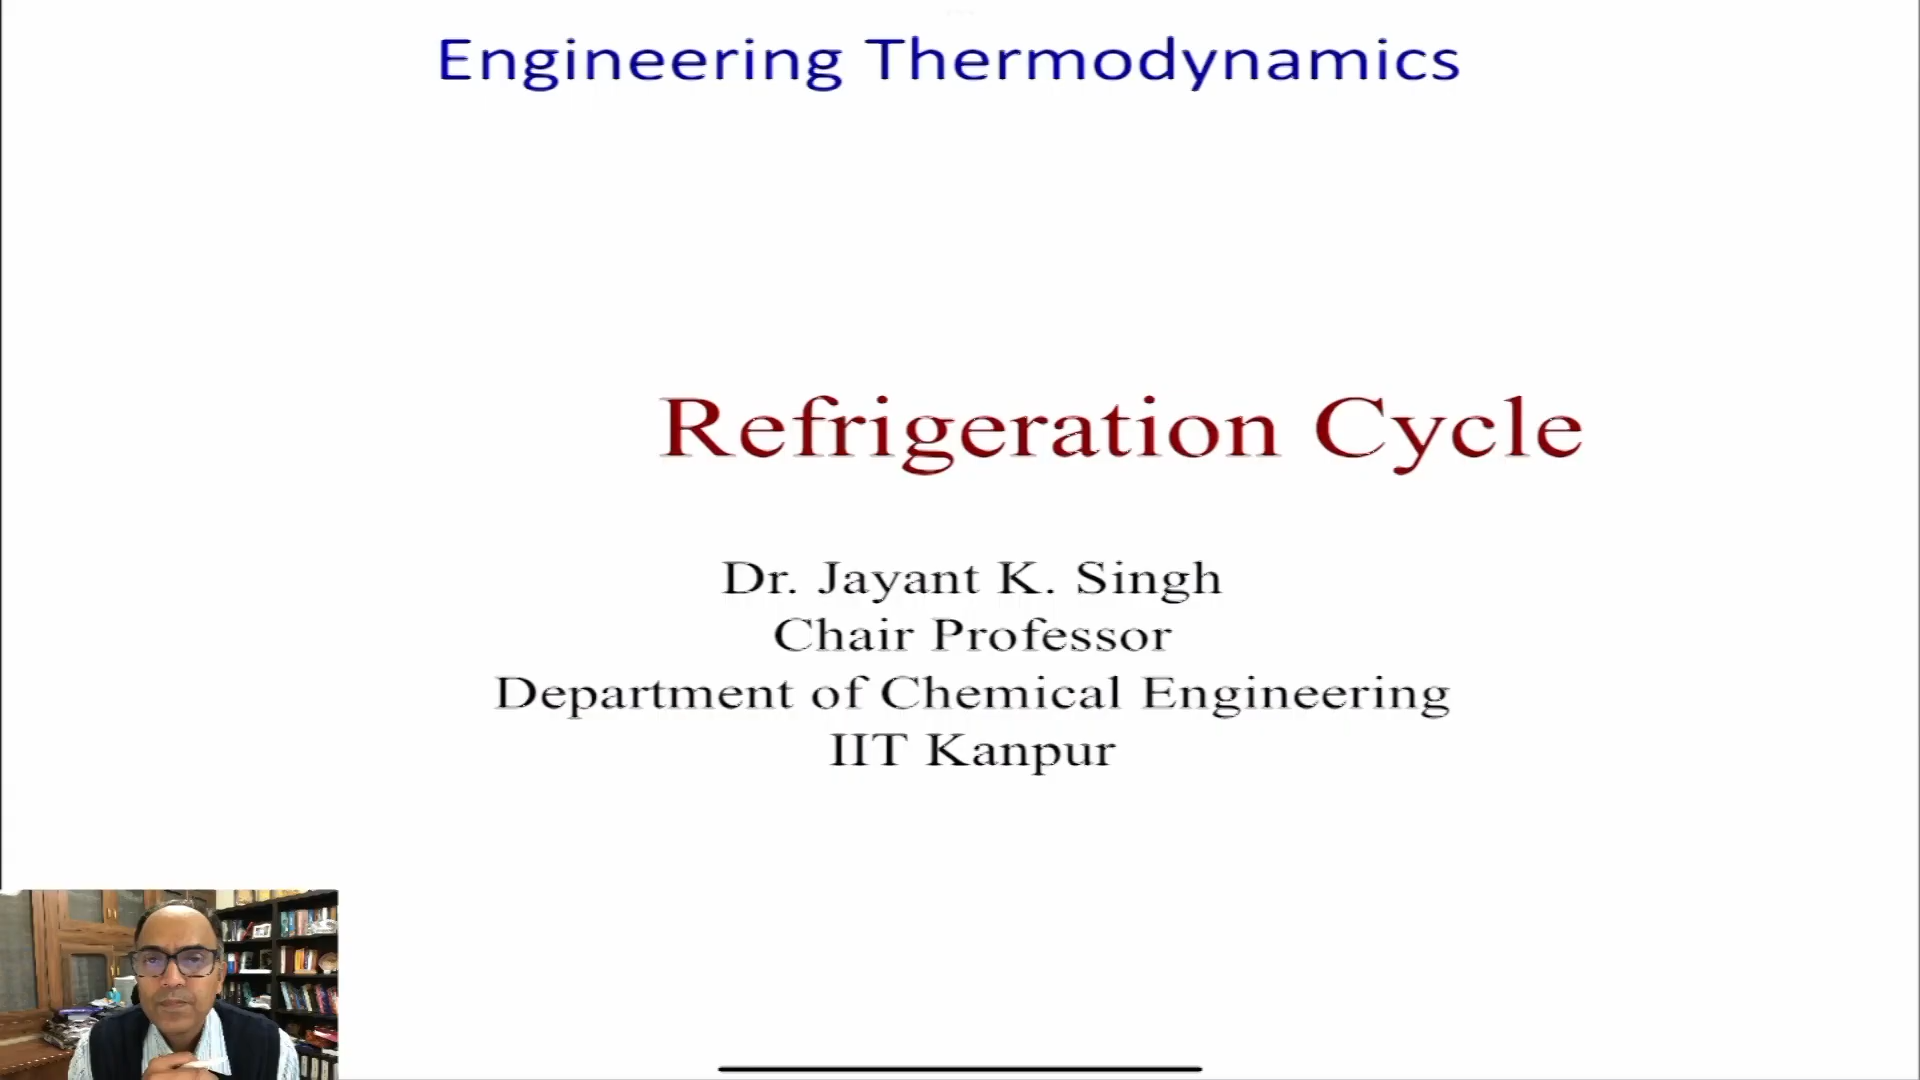 Engineering Thermodynamics
Refrigeration Cycle
Dr. Jayant K. Singh
Chair Professor
Department of Chemical Engineering
IIT Kanpur